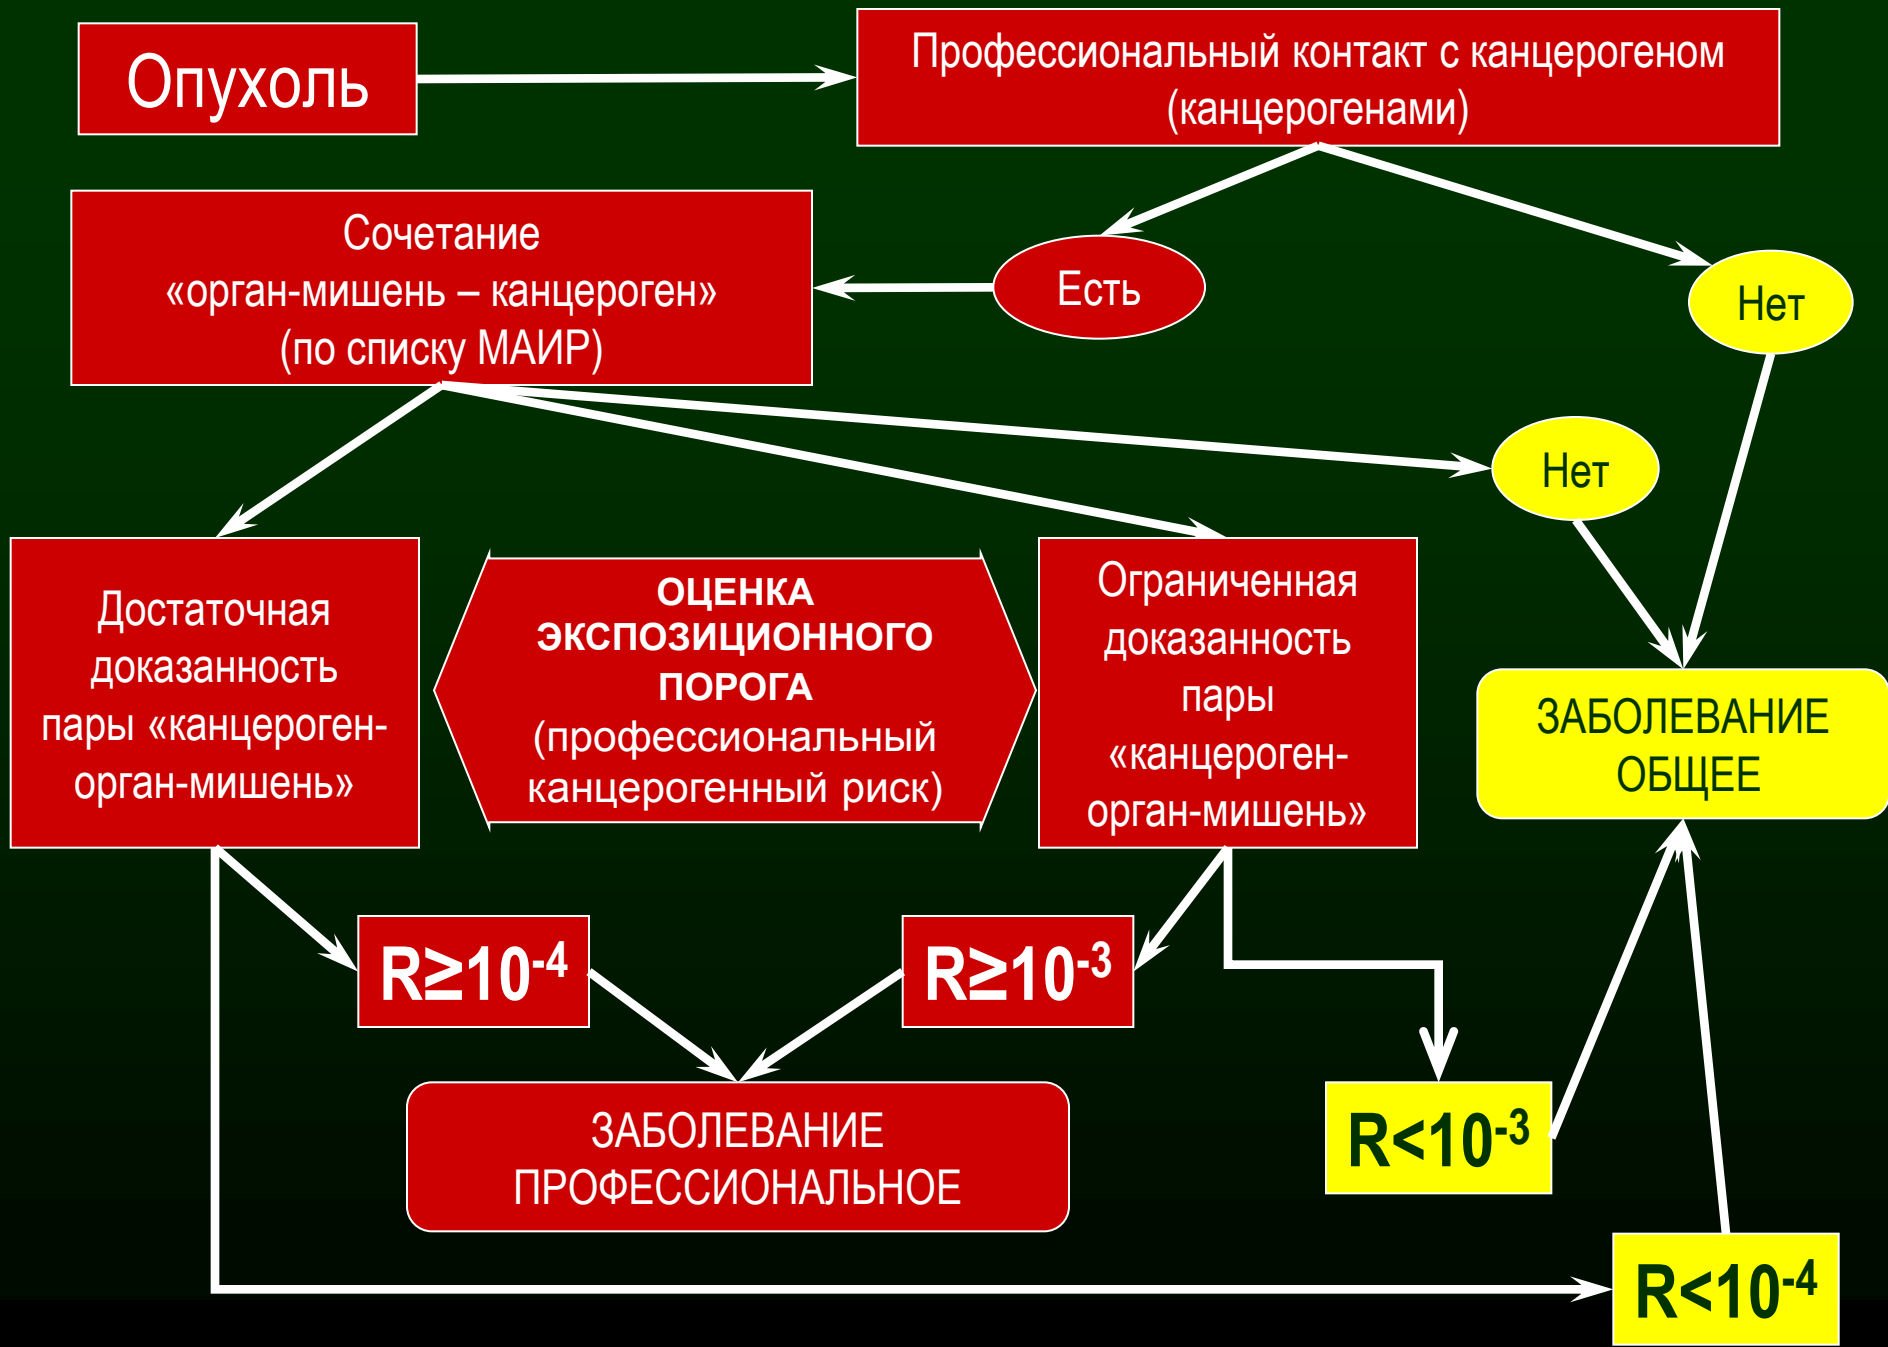 Опухоль
Профессиональный контакт с канцерогеном
(канцерогенами)
Сочетание
«орган-мишень – канцероген»
(по списку МАИР)
Есть
Нет
Нет
Достаточная
доказанность
пары «канцероген-
орган-мишень»
ОЦЕНКА
ЭКСПОЗИЦИОННОГО
ПОРОГА
(профессиональный
канцерогенный риск)
Ограниченная
доказанность
пары
«канцероген-
орган-мишень»
ЗАБОЛЕВАНИЕ
ОБЩЕЕ
R≥10⁻⁴
R≥10⁻³
ЗАБОЛЕВАНИЕ
ПРОФЕССИОНАЛЬНОЕ
R<10⁻³
R<10⁻⁴